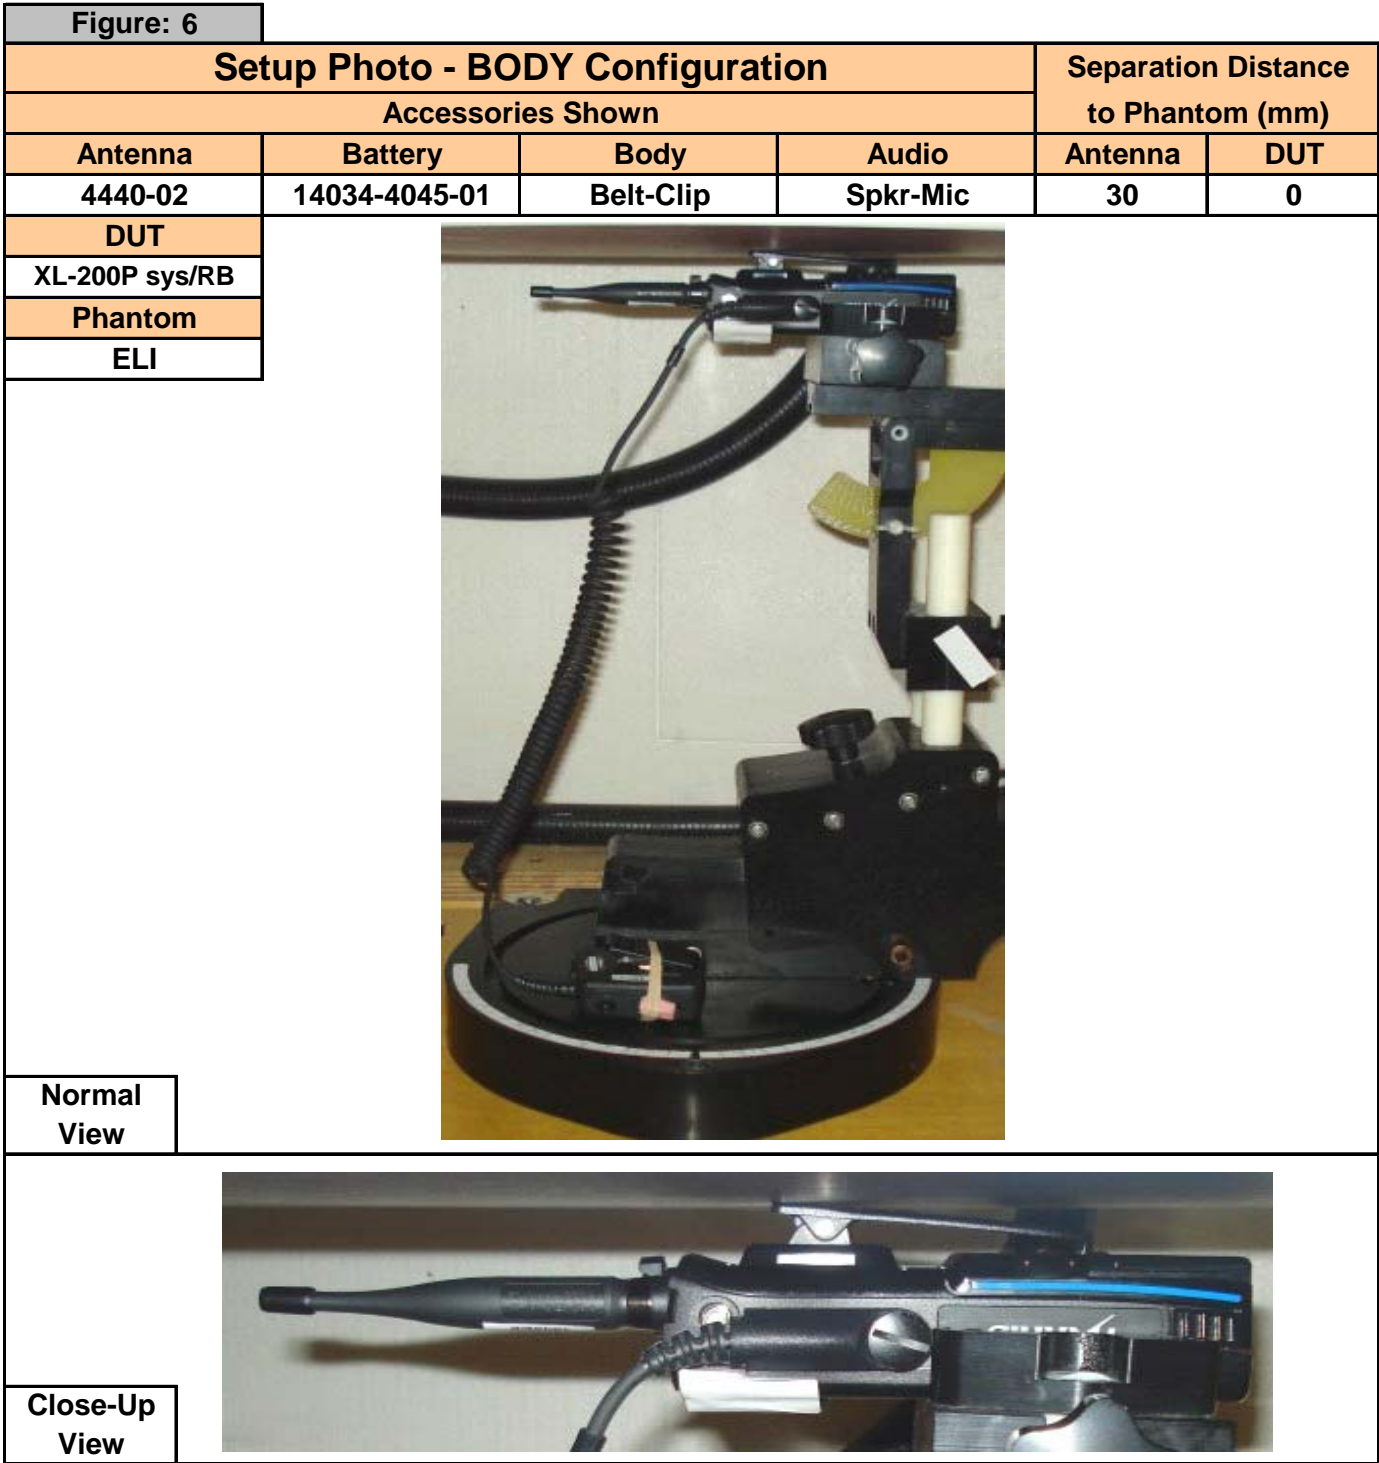 Figure: 6
Setup Photo - BODY Configuration
Separation Distance
to Phantom (mm)
Accessories Shown
Antenna Battery Body Audio Antenna DUT
4440-02 14034-4045-01 Belt-Clip Spkr-Mic 30 0
DUT
XL-200P sys/RB
Phantom
ELI
Normal
View
Close-Up
View